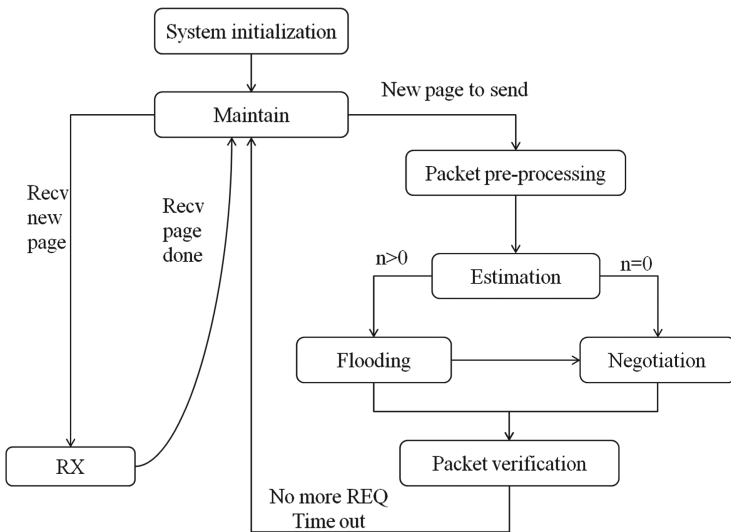 System initialization
Maintain
New page to send
Packet pre-processing
Recv
new
page
Recv
page
done
n>0
Estimation
n=0
Flooding
Negotiation
RX
Packet verification
No more REQ
Time out